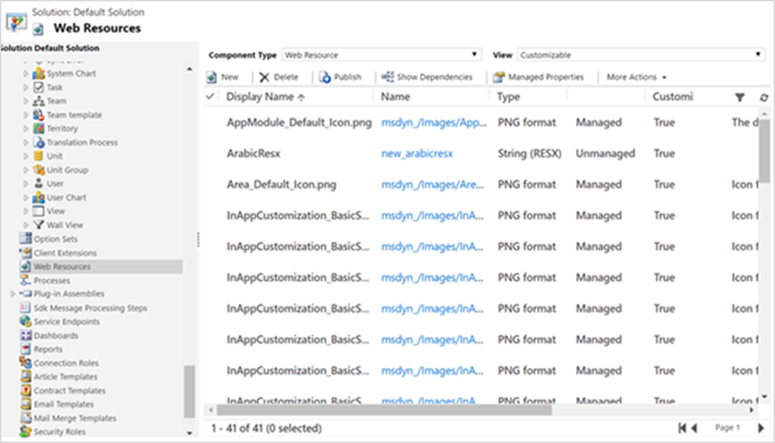 Solution: Default Solution
Web Resources
Solution Default Solution
System Chart
Task
Team
Team template
Territory
Translation Process
Unit
Unit Group
User
User Chart
View
Wall View
Option Sets
Client Extensions
Web Resources
Processes
Plug-in Assemblies
Sdk Message Processing Steps
Service Endpoints
Dashboards
Reports
Connection Roles
Article Templates
Contract Templates
Email Templates
Mail Merge Templates
Security Roles
Component Type Web Resource View Customizable
New Delete Publish Show Dependencies Managed Properties More Actions
Display Name Name Type Customi...
AppModule_Default_Icon.png msdyn_/Images/App... PNG format Managed True The d
ArabicResx new_arabicresx String (RESX) Unmanaged True
Area_Default_Icon.png msdyn_/Images/Are... PNG format Managed True Icon f
InAppCustomization_BasicS... msdyn_/Images/InA... PNG format Managed True Icon f
InAppCustomization_BasicS... msdyn_/Images/InA... PNG format Managed True Icon f
InAppCustomization_BasicS... msdyn_/Images/InA... PNG format Managed True Icon f
InAppCustomization_BasicS... msdyn_/Images/InA... PNG format Managed True Icon f
InAppCustomization_BasicS... msdyn_/Images/InA... PNG format Managed True Icon f
InAppCustomization_BasicS... msdyn_/Images/InA... PNG format Managed True Icon f
InAppCustomization_BasicS... msdyn_/Images/InA... PNG format Managed True Icon f
1 - 41 of 41 (0 selected) Page 1